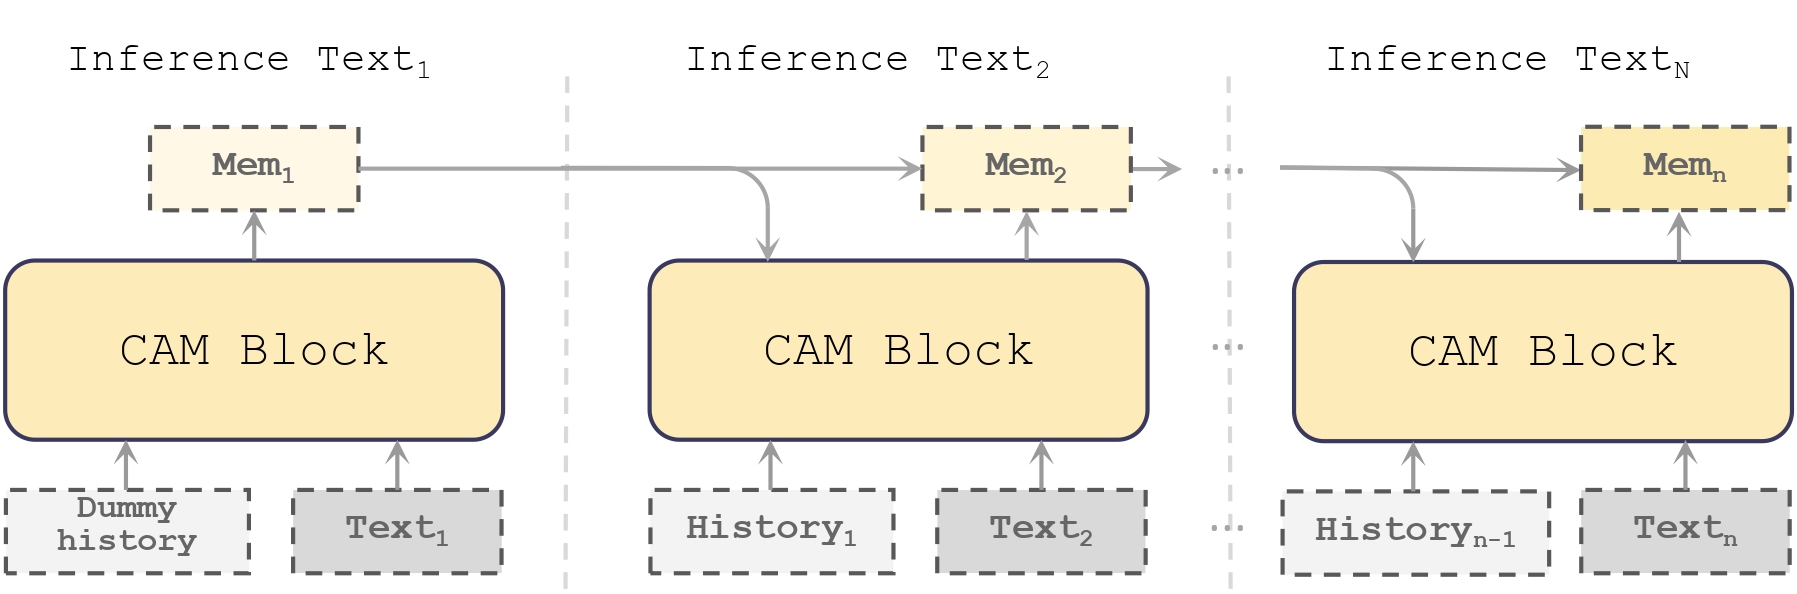 Inference Text1
Inference Text2
Inference TextN
Mem1
Mem2
...
Memn
CAM Block
CAM Block
...
CAM Block
Dummy
history
Text1
History1
Text2
...
Historyn-1
Textn